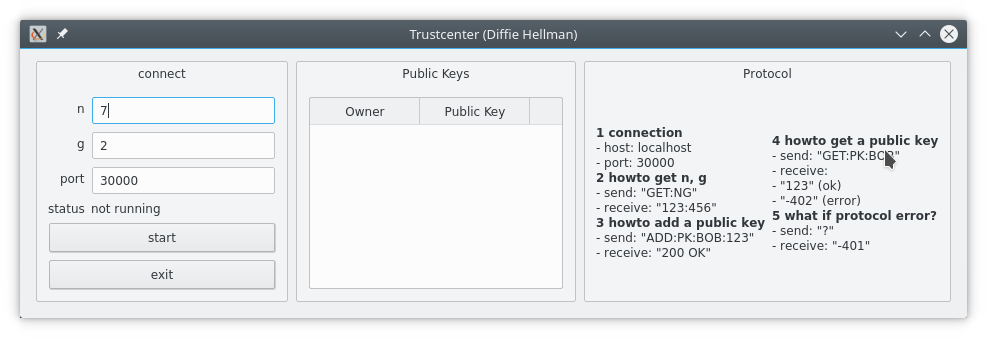 Trustcenter (Diffie Hellman)
connect
n 7
g 2
port 30000
status not running
start
exit
Public Keys
Owner Public Key
Protocol
1 connection
- host: localhost
- port: 30000
2 howto get n, g
- send: "GET:NG"
- receive: "123:456"
3 howto add a public key
- send: "ADD:PK:BOB:123"
- receive: "200 OK"
4 howto get a public key
- send: "GET:PK:BOB"
- receive:
- "123" (ok)
- "-402" (error)
5 what if protocol error?
- send: "?"
- receive: "-401"